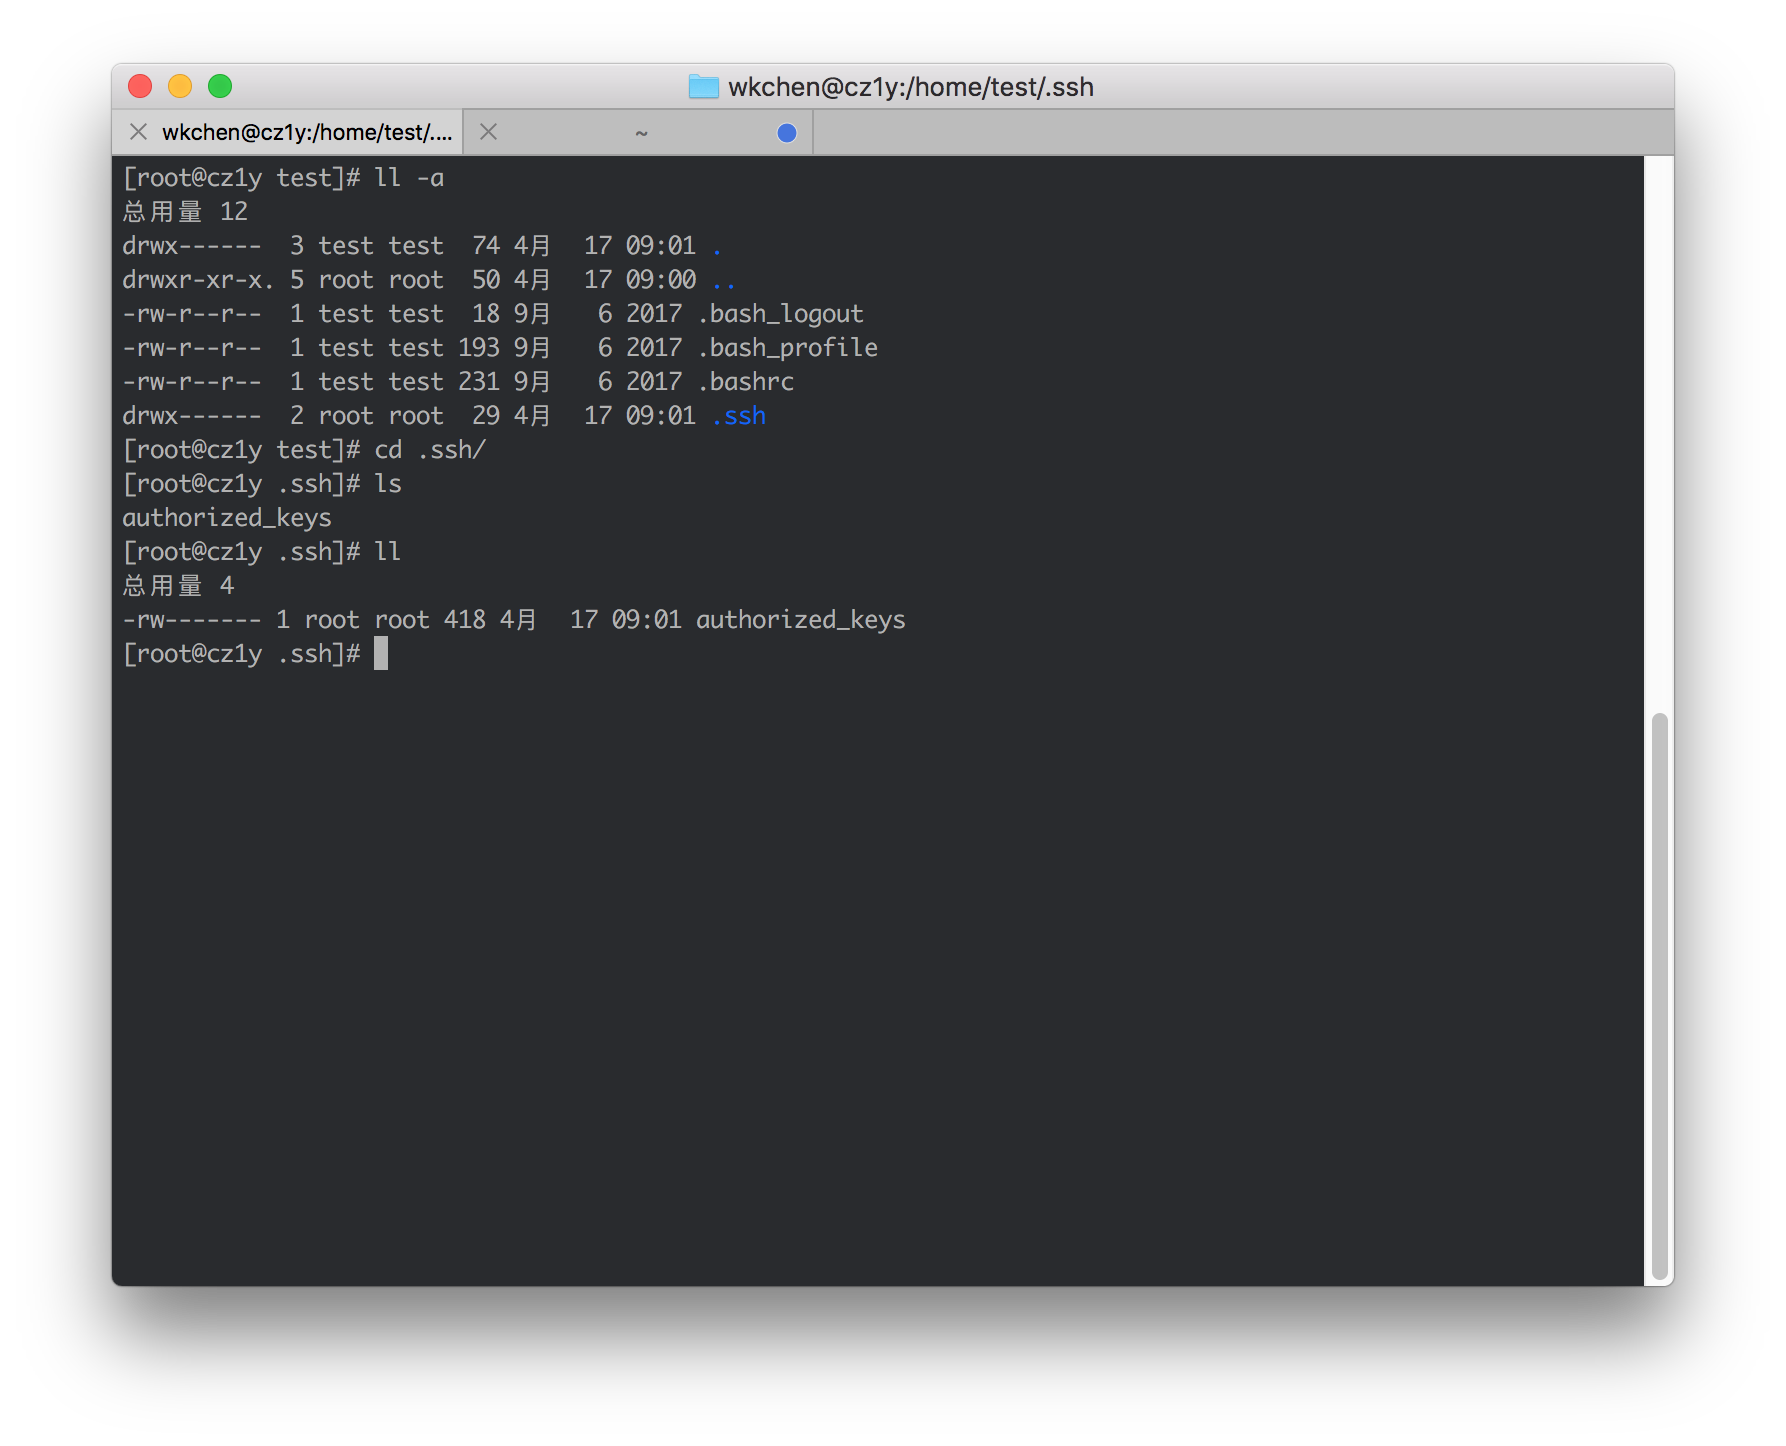 wkchen@cz1y:/home/test/.ssh
wkchen@cz1y:/home/test/.... ~
[root@cz1y test]# ll -a
总用量 12
drwx------  3 test test  74 4月  17 09:01 .
drwxr-xr-x. 5 root root  50 4月  17 09:00 ..
-rw-r--r--  1 test test  18 9月   6 2017 .bash_logout
-rw-r--r--  1 test test 193 9月   6 2017 .bash_profile
-rw-r--r--  1 test test 231 9月   6 2017 .bashrc
drwx------  2 root root  29 4月  17 09:01 .ssh
[root@cz1y test]# cd .ssh/
[root@cz1y .ssh]# ls
authorized_keys
[root@cz1y .ssh]# ll
总用量 4
-rw------- 1 root root 418 4月  17 09:01 authorized_keys
[root@cz1y .ssh]#